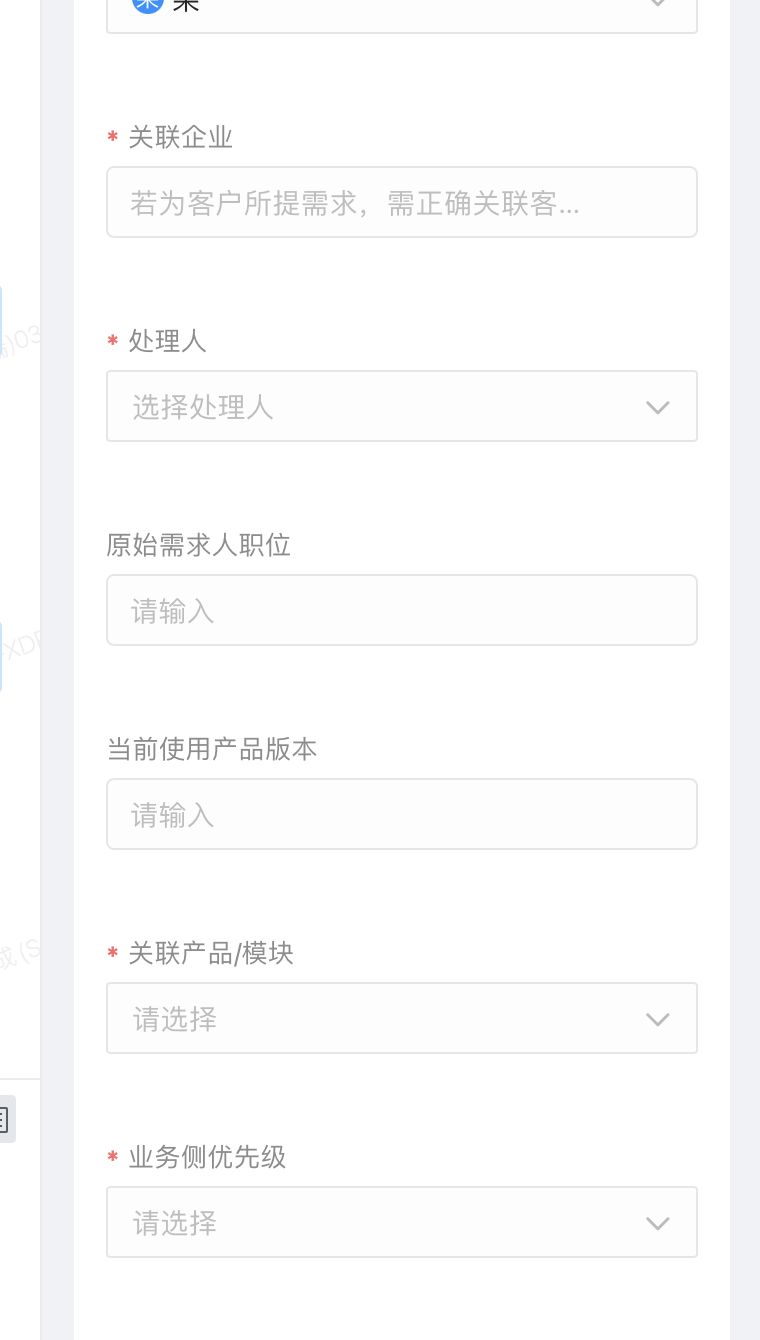 * 关联企业
若为客户所提需求，需正确关联客...
* 处理人
选择处理人
原始需求人职位
请输入
当前使用产品版本
请输入
* 关联产品/模块
请选择
* 业务侧优先级
请选择